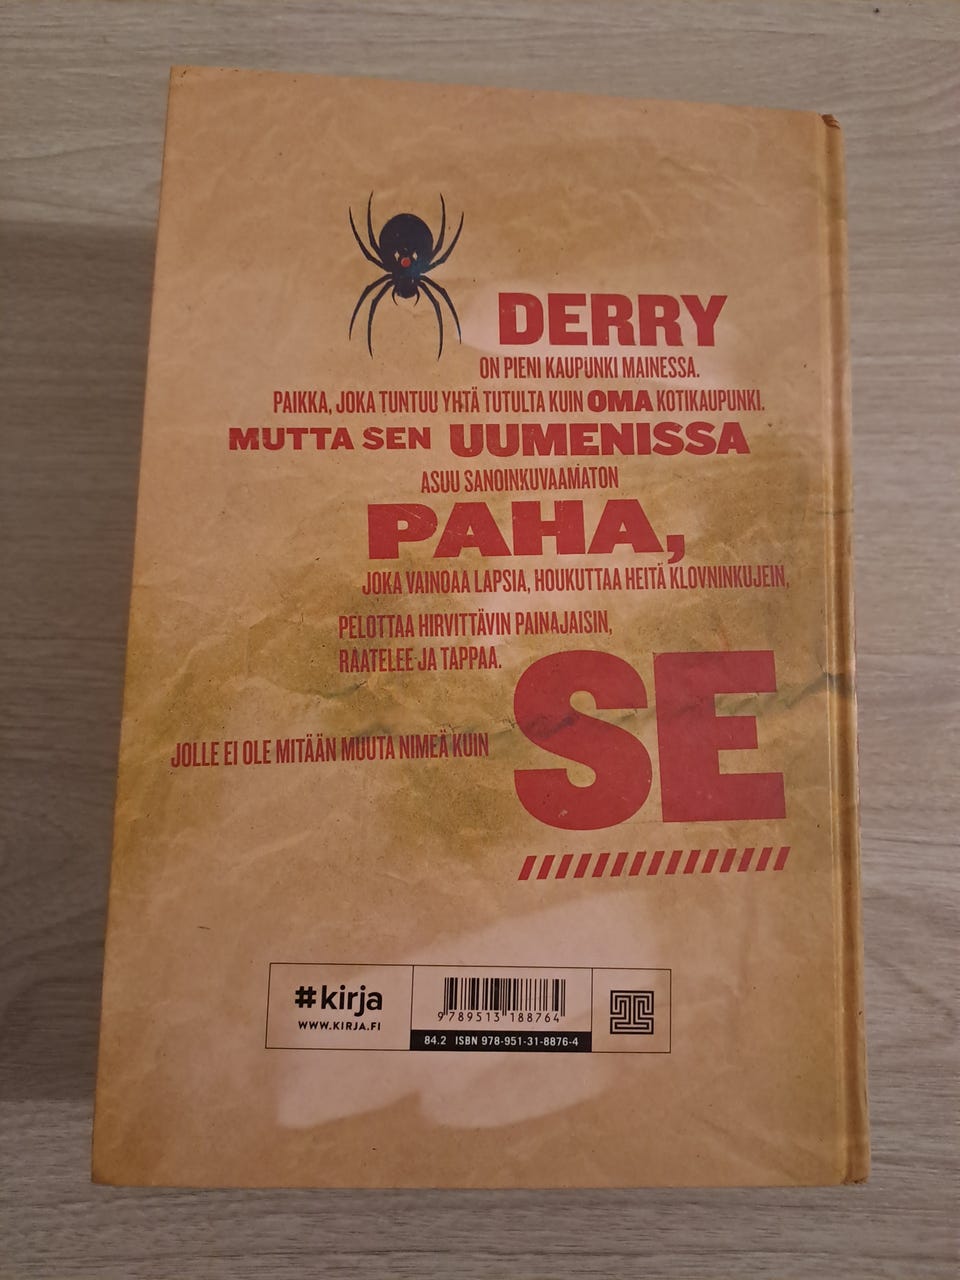 DERRY
ON PIENI KAUPUNKI MAINESSA.
PAIKKA, JOKA TUNTUU YHTÄ TUTULTA KUIN OMA KOTIKAUPUNKI.
MUTTA SEN UUMENISSA
ASUU SANOINKUVAAMATON
PAHA,
JOKA VAINOAA LAPSIA, HOUKUTTAA HEITÄ KLOVNINKUJEIN,
PELOTTAA HIRVITTÄVIN PAINAJAISIN,
RAATELEE JA TAPPAA.
JOLLE EI OLE MITÄÄN MUUTA NIMEÄ KUIN
SE
#kirja
WWW.KIRJA.FI
9 789513 188764
84.2 ISBN 978-951-31-8876-4